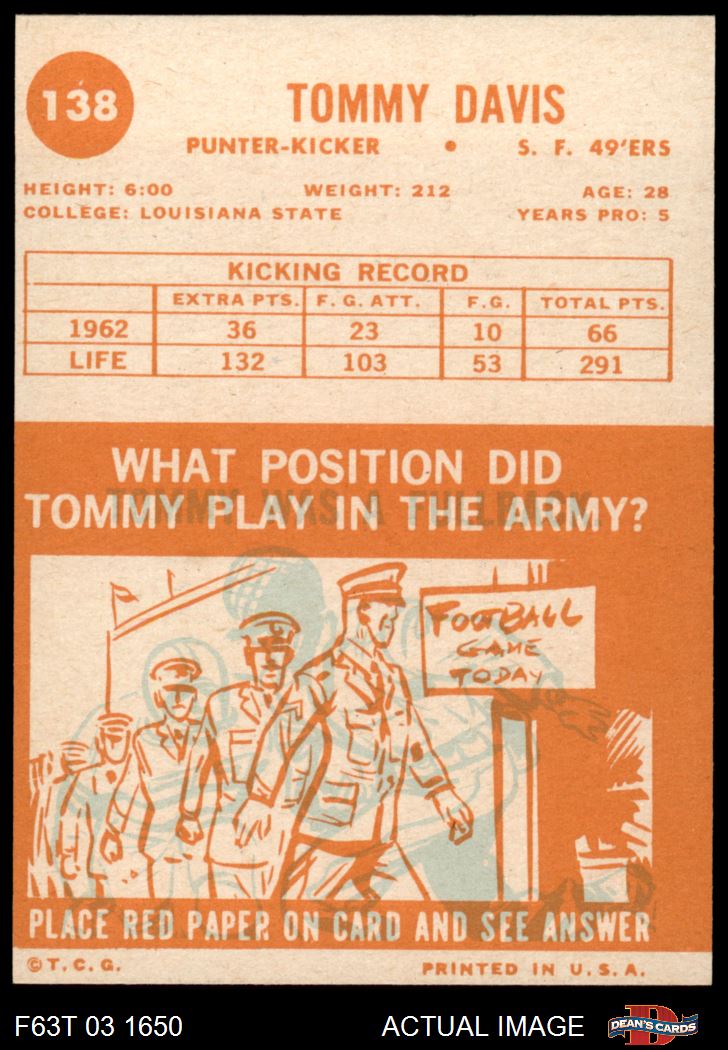 138
TOMMY DAVIS
PUNTER-KICKER • S. F. 49'ERS
HEIGHT: 6:00 WEIGHT: 212 AGE: 28
COLLEGE: LOUISIANA STATE YEARS PRO: 5
KICKING RECORD
EXTRA PTS. F. G. ATT. F. G. TOTAL PTS.
1962 36 23 10 66
LIFE 132 103 53 291
WHAT POSITION DID
TOMMY PLAY IN THE ARMY?
TOMMY WAS A FULLBACK.
FOOTBALL
GAME
TODAY
PLACE RED PAPER ON CARD AND SEE ANSWER
© T. C. G. PRINTED IN U. S. A.
F63T 03 1650 ACTUAL IMAGE D DEAN'S CARDS